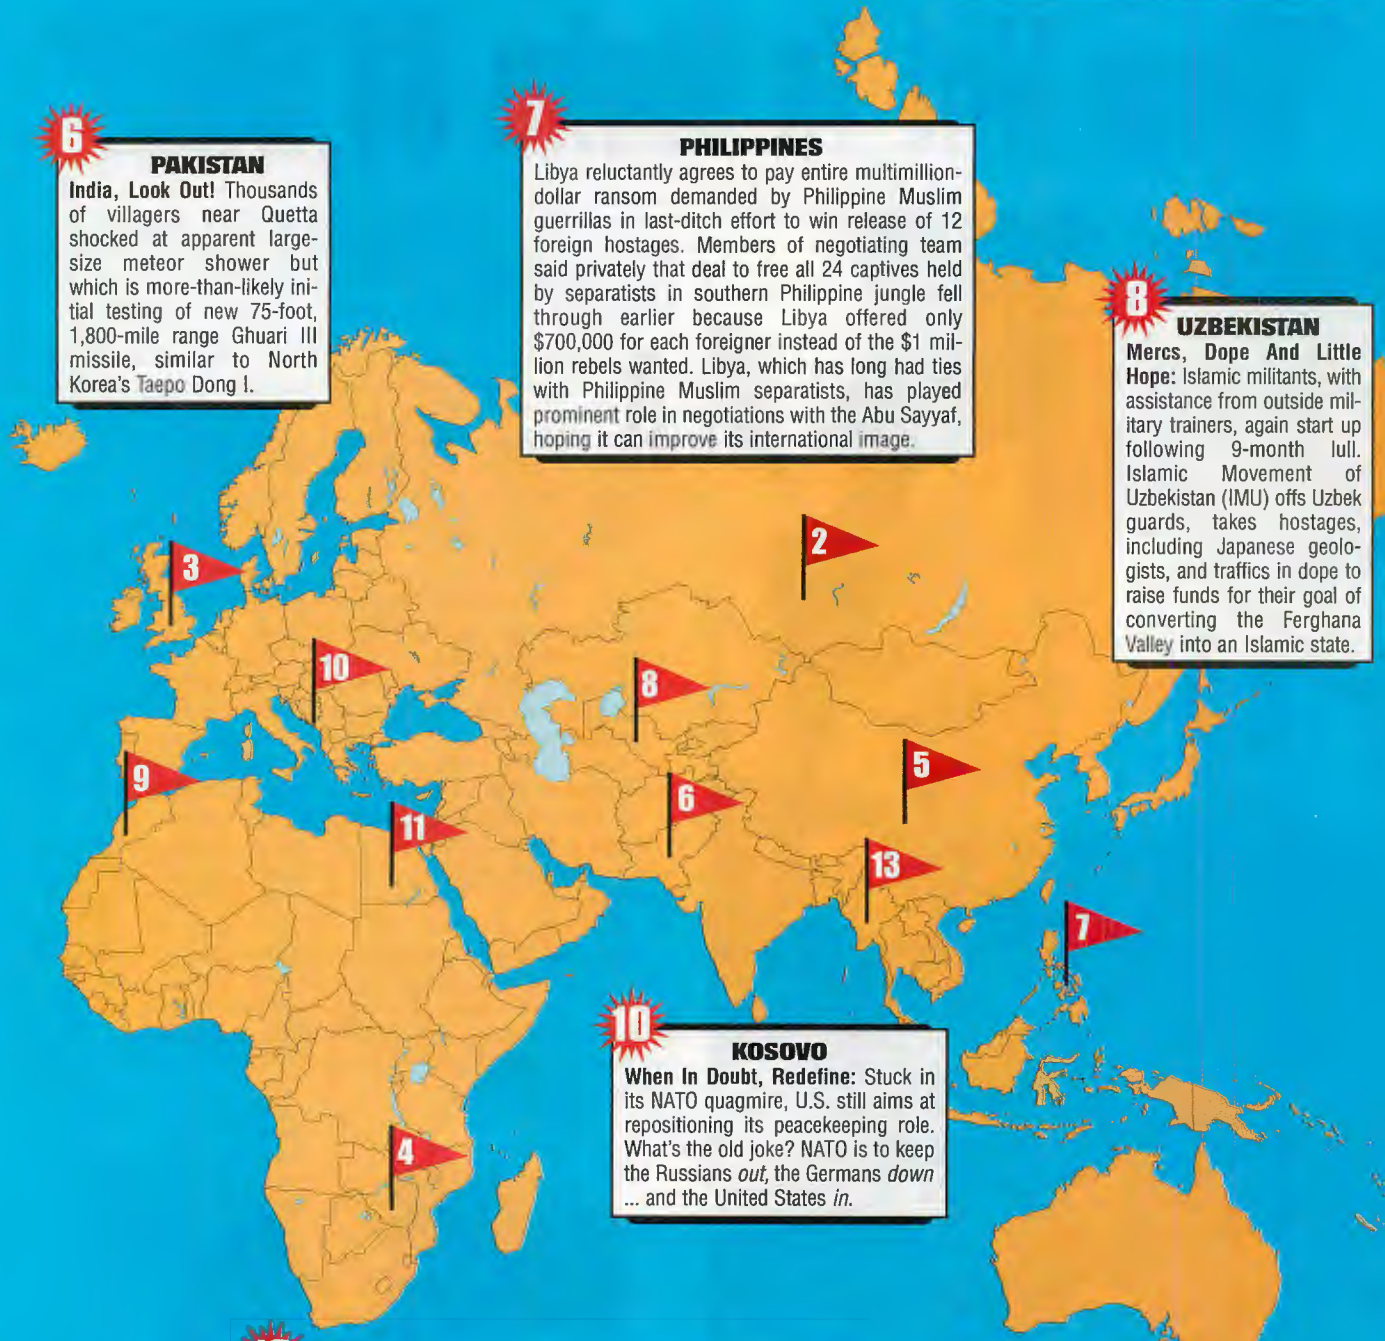 6
PAKISTAN
India, Look Out! Thousands
of villagers near Quetta
shocked at apparent large-
size meteor shower but
which is more-than-likely ini-
tial testing of new 75-foot,
1,800-mile range Ghuari III
missile, similar to North
Korea's Taepo Dong I.
7
PHILIPPINES
Libya reluctantly agrees to pay entire multimillion-
dollar ransom demanded by Philippine Muslim
guerrillas in last-ditch effort to win release of 12
foreign hostages. Members of negotiating team
said privately that deal to free all 24 captives held
by separatists in southern Philippine jungle fell
through earlier because Libya offered only
$700,000 for each foreigner instead of the $1 mil-
lion rebels wanted. Libya, which has long had ties
with Philippine Muslim separatists, has played
prominent role in negotiations with the Abu Sayyaf,
hoping it can improve its international image.
8
UZBEKISTAN
Mercs, Dope And Little
Hope: Islamic militants, with
assistance from outside mil-
itary trainers, again start up
following 9-month lull.
Islamic Movement of
Uzbekistan (IMU) offs Uzbek
guards, takes hostages,
including Japanese geolo-
gists, and traffics in dope to
raise funds for their goal of
converting the Ferghana
Valley into an Islamic state.
2
3
10
8
5
9
6
11
13
7
4
10
KOSOVO
When In Doubt, Redefine: Stuck in
its NATO quagmire, U.S. still aims at
repositioning its peacekeeping role.
What's the old joke? NATO is to keep
the Russians out, the Germans down
... and the United States in.